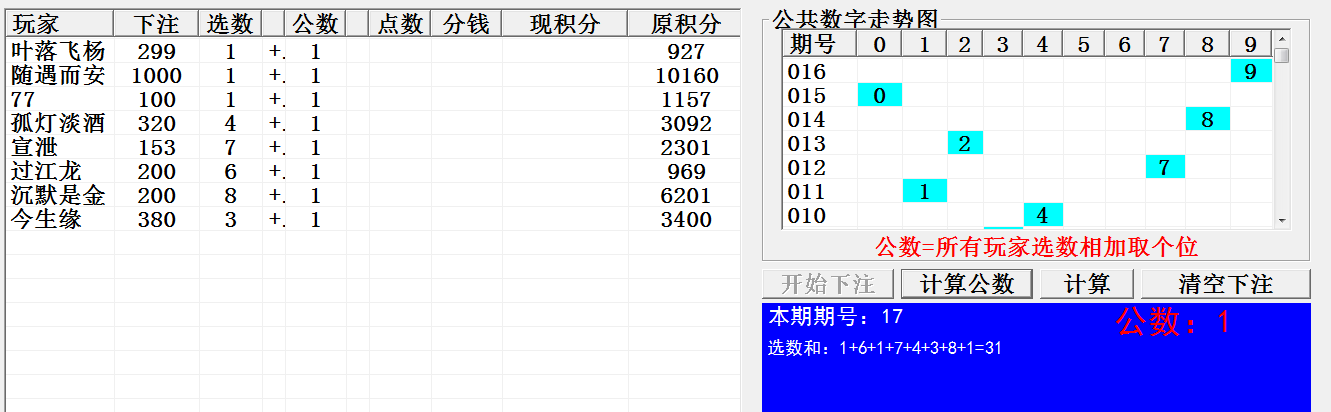 玩家 下注 选数 公数 点数 分钱 现积分 原积分
叶落飞杨 299 1 +. 1 927
随遇而安 1000 1 +. 1 10160
77 100 1 +. 1 1157
孤灯淡酒 320 4 +. 1 3092
宣泄 153 7 +. 1 2301
过江龙 200 6 +. 1 969
沉默是金 200 8 +. 1 6201
今生缘 380 3 +. 1 3400
公共数字走势图
期号 0 1 2 3 4 5 6 7 8 9
016 9
015 0
014 8
013 2
012 7
011 1
010 4
公数=所有玩家选数相加取个位
开始下注 计算公数 计算 清空下注
本期期号：17 公数：1
选数和：1+6+1+7+4+3+8+1=31